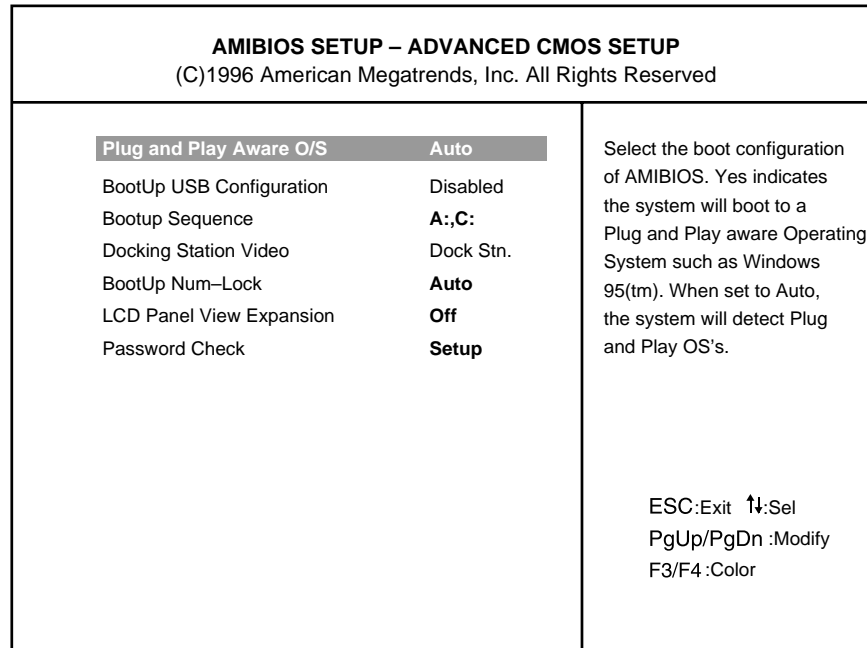 AMIBIOS SETUP – ADVANCED CMOS SETUP
(C)1996 American Megatrends, Inc. All Rights Reserved
Plug and Play Aware O/S Auto
BootUp USB Configuration Disabled
Bootup Sequence A:,C:
Docking Station Video Dock Stn.
BootUp Num–Lock Auto
LCD Panel View Expansion Off
Password Check Setup
Select the boot configuration
of AMIBIOS. Yes indicates
the system will boot to a
Plug and Play aware Operating
System such as Windows
95(tm). When set to Auto,
the system will detect Plug
and Play OS’s.
ESC:Exit ↑↓:Sel
PgUp/PgDn :Modify
F3/F4 :Color